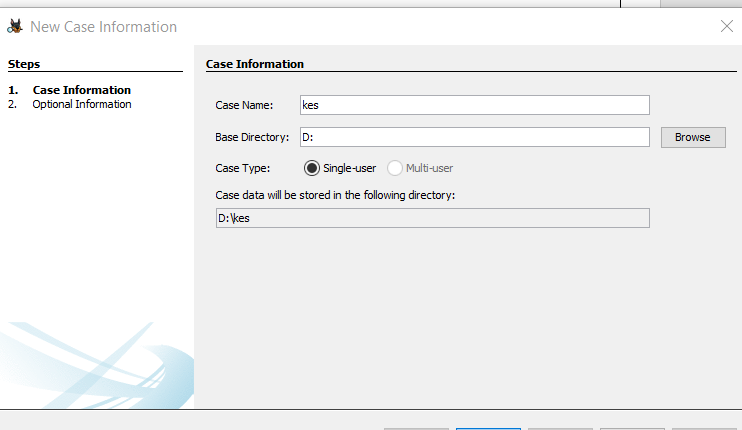 New Case Information
Steps
1. Case Information
2. Optional Information
Case Information
Case Name: kes
Base Directory: D: Browse
Case Type: Single-user Multi-user
Case data will be stored in the following directory:
D:\kes